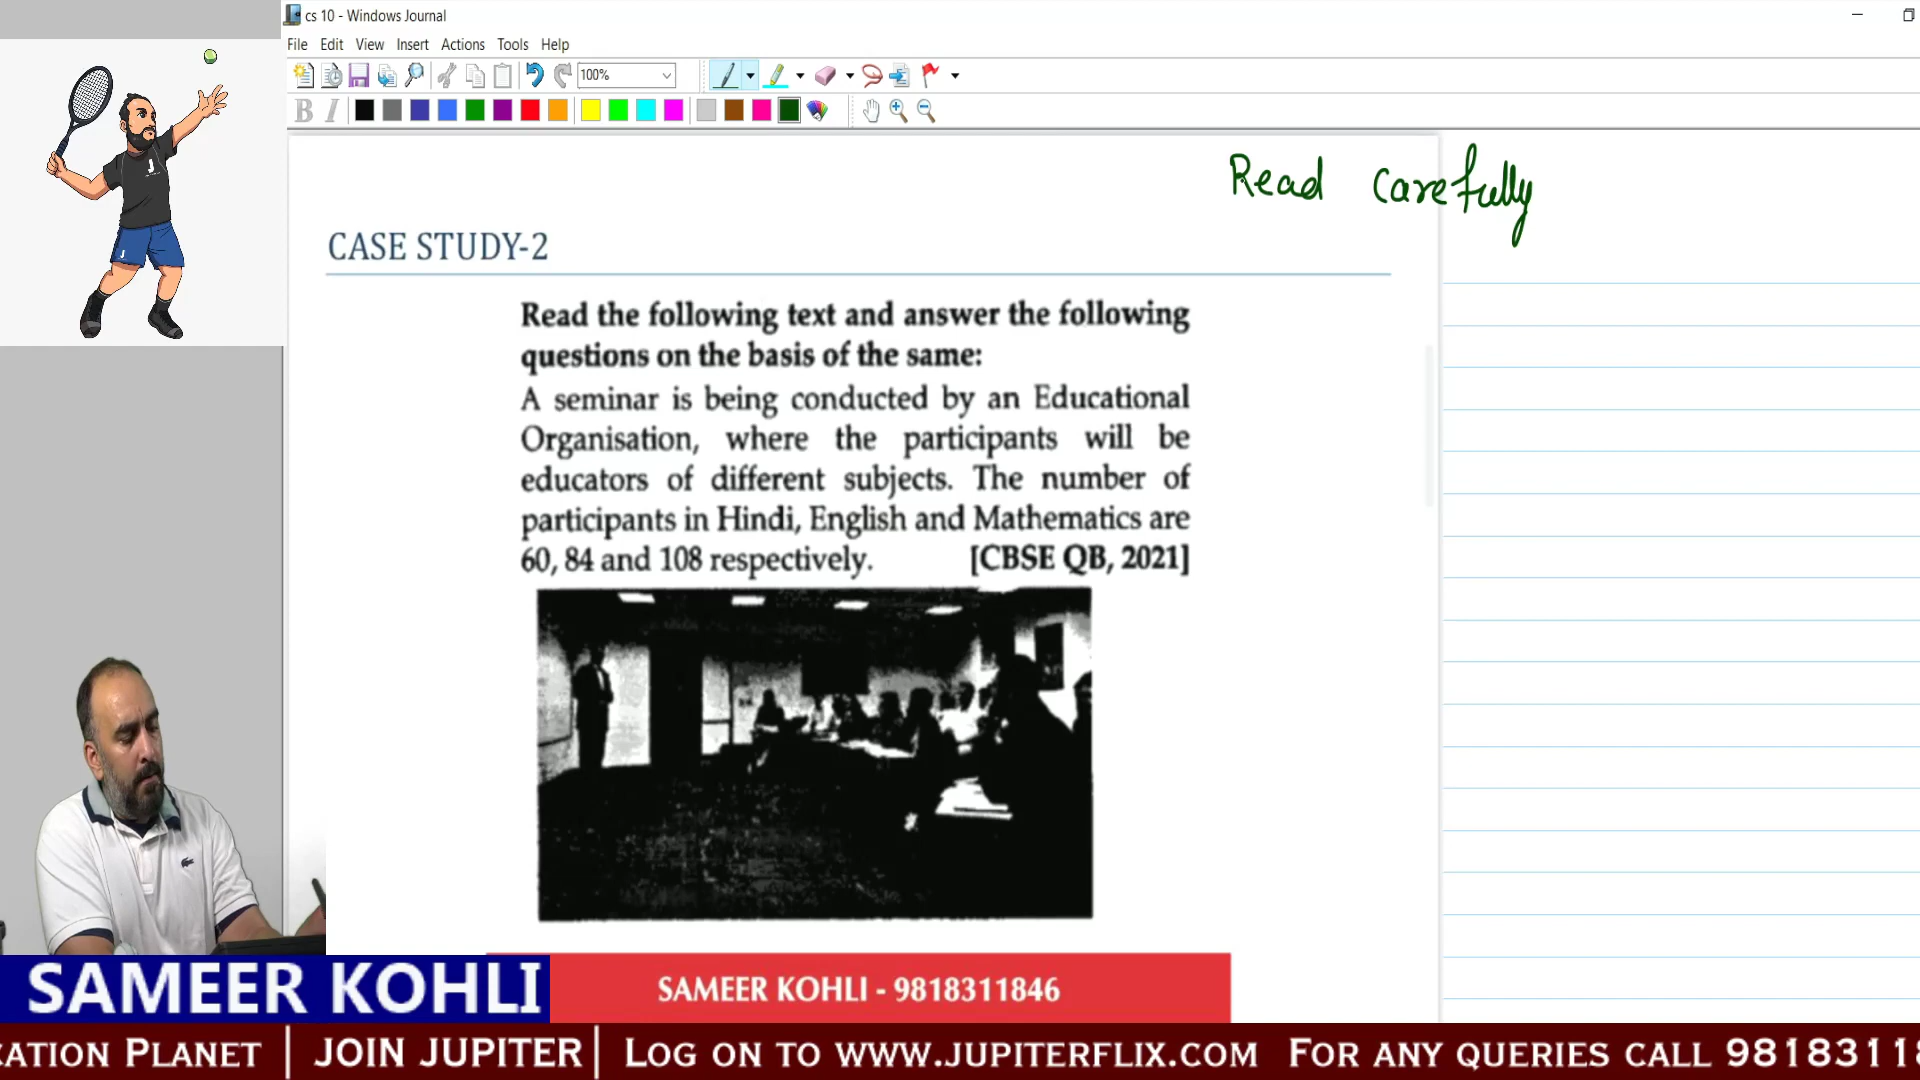 cs 10 - Windows Journal
File Edit View Insert Actions Tools Help
100%
B I
Read Carefully
CASE STUDY-2
Read the following text and answer the following
questions on the basis of the same:
A seminar is being conducted by an Educational
Organisation, where the participants will be
educators of different subjects. The number of
participants in Hindi, English and Mathematics are
60, 84 and 108 respectively. [CBSE QB, 2021]
SAMEER KOHLI
SAMEER KOHLI - 9818311846
CATION PLANET | JOIN JUPITER | LOG ON TO WWW.JUPITERFLIX.COM FOR ANY QUERIES CALL 98183118